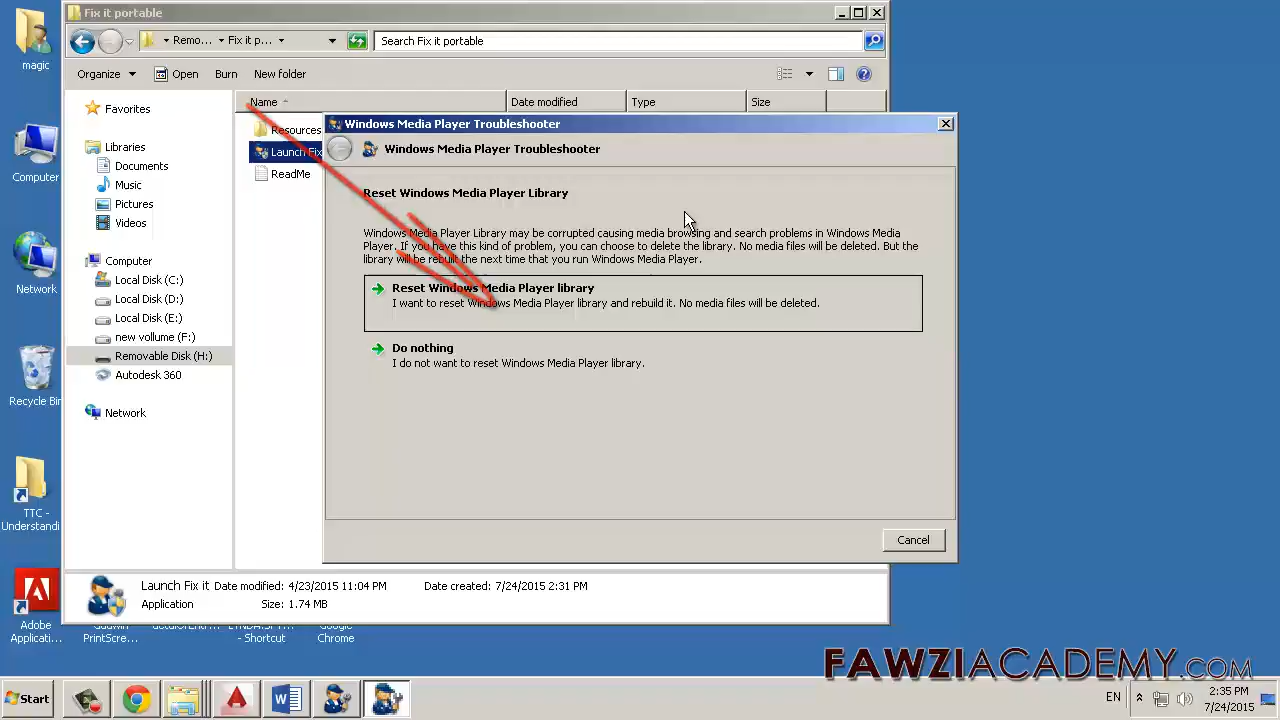 Fix it portable
magic
Remo... Fix it p...
Search Fix it portable
Organize Open Burn New folder
Name Date modified Type Size
Favorites
Libraries
Documents
Music
Pictures
Videos
Computer
Local Disk (C:)
Local Disk (D:)
Local Disk (E:)
new volume (F:)
Removable Disk (H:)
Autodesk 360
Network
Resources
Launch Fix
ReadMe
Windows Media Player Troubleshooter
Windows Media Player Troubleshooter
Reset Windows Media Player Library
Windows Media Player Library may be corrupted causing media browsing and search problems in Windows Media
Player. If you have this kind of problem, you can choose to delete the library. No media files will be deleted. But the
library will be rebuilt the next time that you run Windows Media Player.
Reset Windows Media Player library
I want to reset Windows Media Player library and rebuild it. No media files will be deleted.
Do nothing
I do not want to reset Windows Media Player library.
Cancel
Launch Fix it Date modified: 4/23/2015 11:04 PM Date created: 7/24/2015 2:31 PM
Application Size: 1.74 MB
Computer
Network
Recycle Bin
TTC -
Understandi...
Adobe
Applicati...
PrintScre...
- Shortcut
Google
Chrome
FAWZIACADEMY.COM
Start
EN
2:35 PM
7/24/2015